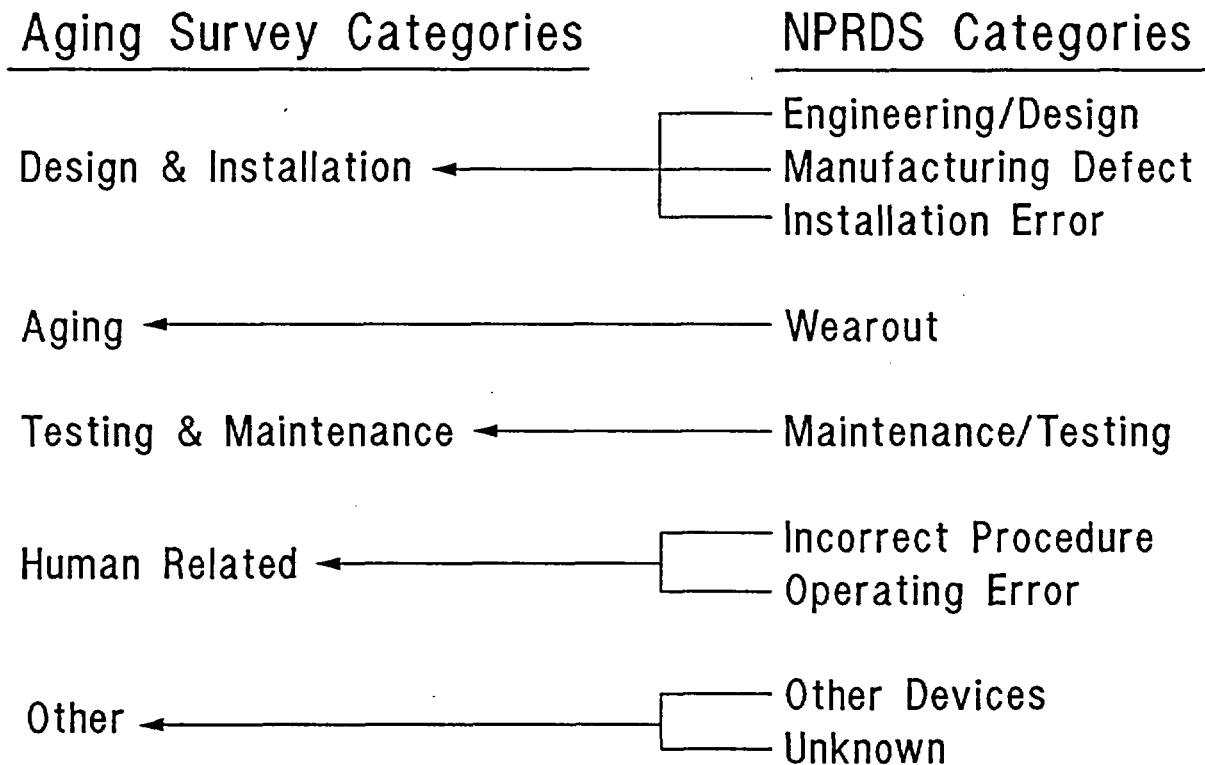 Aging Survey Categories
NPRDS Categories
Design & Installation
Engineering/Design
Manufacturing Defect
Installation Error
Aging
Wearout
Testing & Maintenance
Maintenance/Testing
Human Related
Incorrect Procedure
Operating Error
Other
Other Devices
Unknown